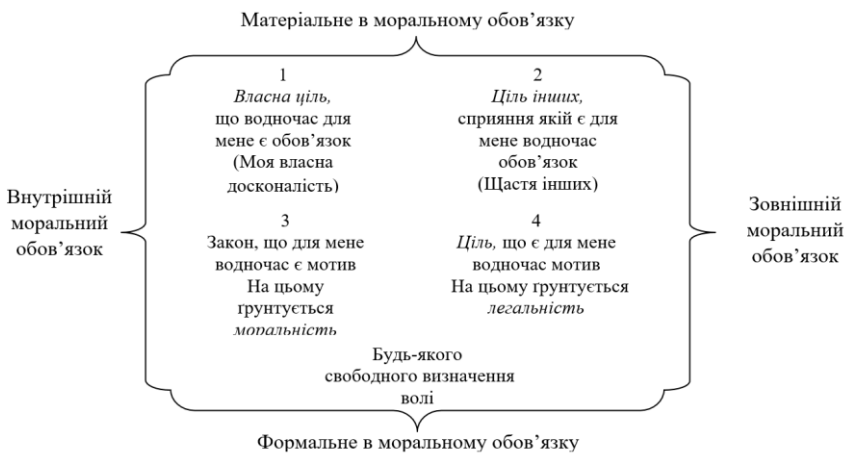 Матеріальне в моральному обов’язку
1
Власна ціль,
що водночас для
мене є обов’язок
(Моя власна
досконалість)
2
Ціль інших,
сприяння якій є для
мене водночас
обов’язок
(Щастя інших)
Внутрішній
моральний
обов’язок
Зовнішній
моральний
обов’язок
3
Закон, що для мене
водночас є мотив
На цьому
ґрунтується
моральність
4
Ціль, що є для мене
водночас мотив
На цьому ґрунтується
легальність
Будь-якого
свободного визначення
волі
Формальне в моральному обов’язку